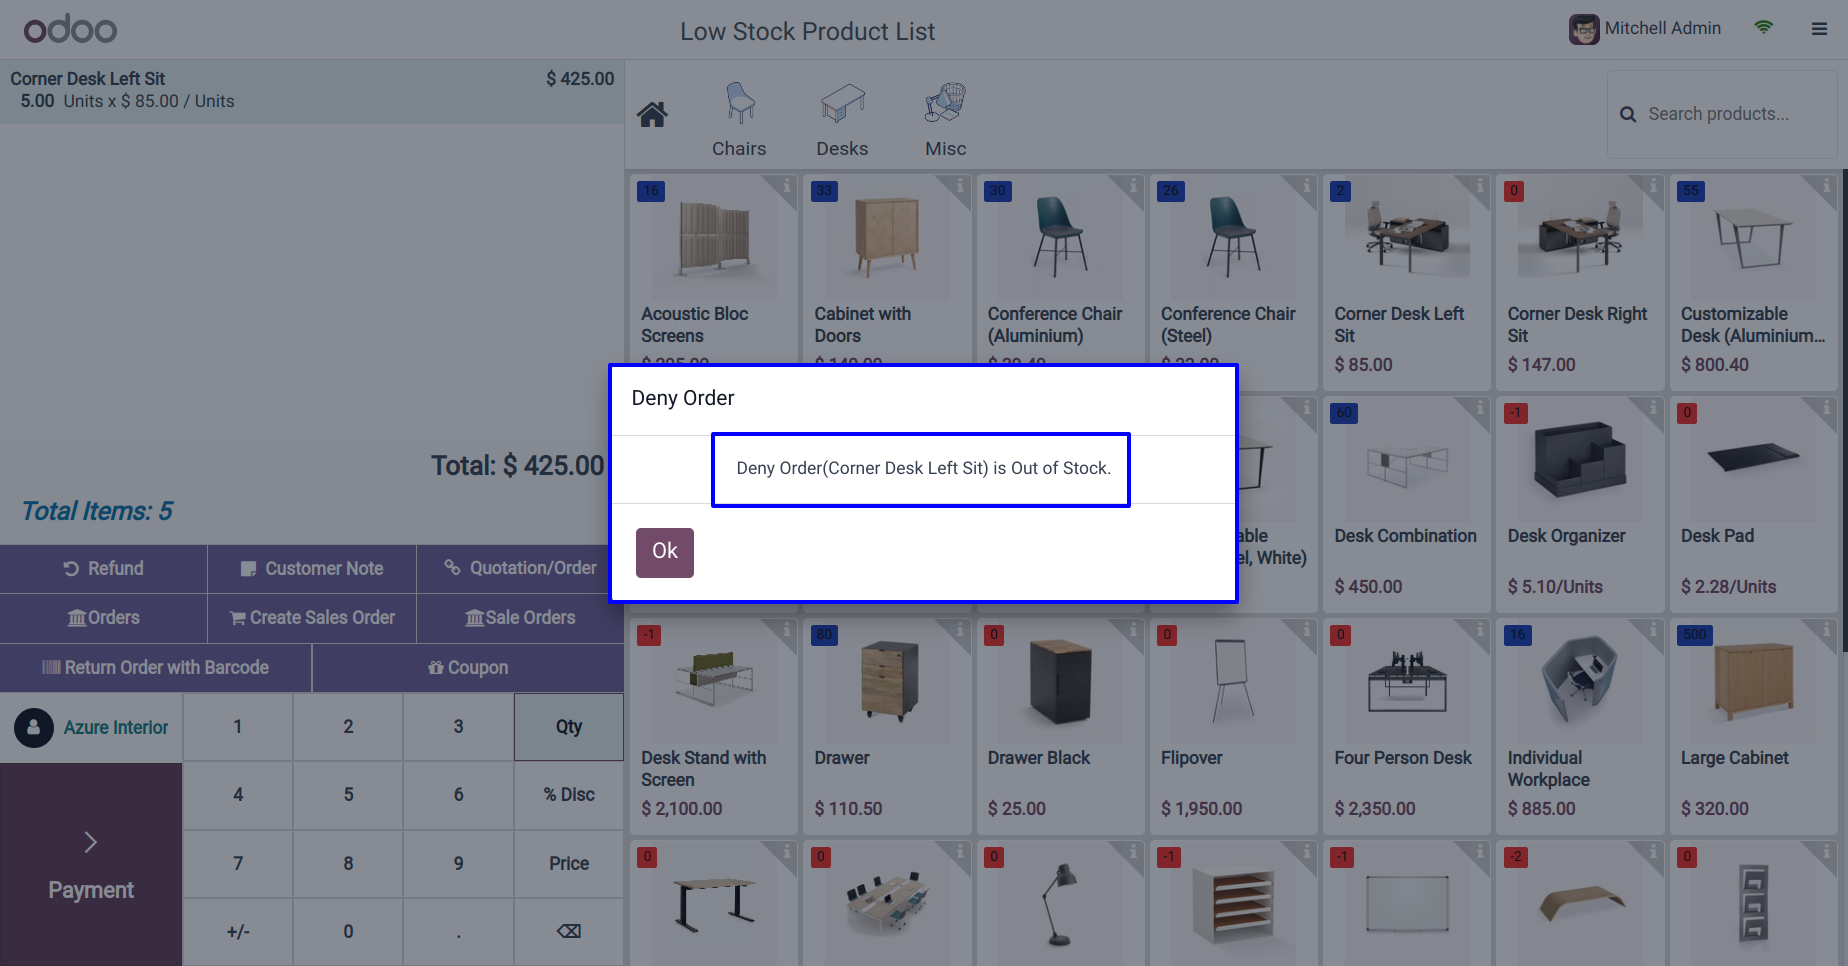 odoo
Low Stock Product List
Mitchell Admin
Corner Desk Left Sit
$ 425.00
5.00 Units x $ 85.00 / Units
Chairs
Desks
Misc
Search products...
16
33
30
26
2
0
55
Acoustic Bloc
Screens
Cabinet with
Doors
Conference Chair
(Aluminium)
Conference Chair
(Steel)
Corner Desk Left
Sit
Corner Desk Right
Sit
Customizable
Desk (Aluminium...
$ 85.00
$ 147.00
$ 800.40
Deny Order
Deny Order(Corner Desk Left Sit) is Out of Stock.
Ok
60
-1
0
Desk Combination
Desk Organizer
Desk Pad
$ 450.00
$ 5.10/Units
$ 2.28/Units
Total: $ 425.00
Total Items: 5
Refund
Customer Note
Quotation/Order
Orders
Create Sales Order
Sale Orders
Return Order with Barcode
Coupon
Azure Interior
1
2
3
Qty
4
5
6
% Disc
7
8
9
Price
+/-
0
.
Payment
-1
80
0
0
0
16
500
Desk Stand with
Screen
Drawer
Drawer Black
Flipover
Four Person Desk
Individual
Workplace
Large Cabinet
$ 2,100.00
$ 110.50
$ 25.00
$ 1,950.00
$ 2,350.00
$ 885.00
$ 320.00
0
0
0
-1
-1
-2
0